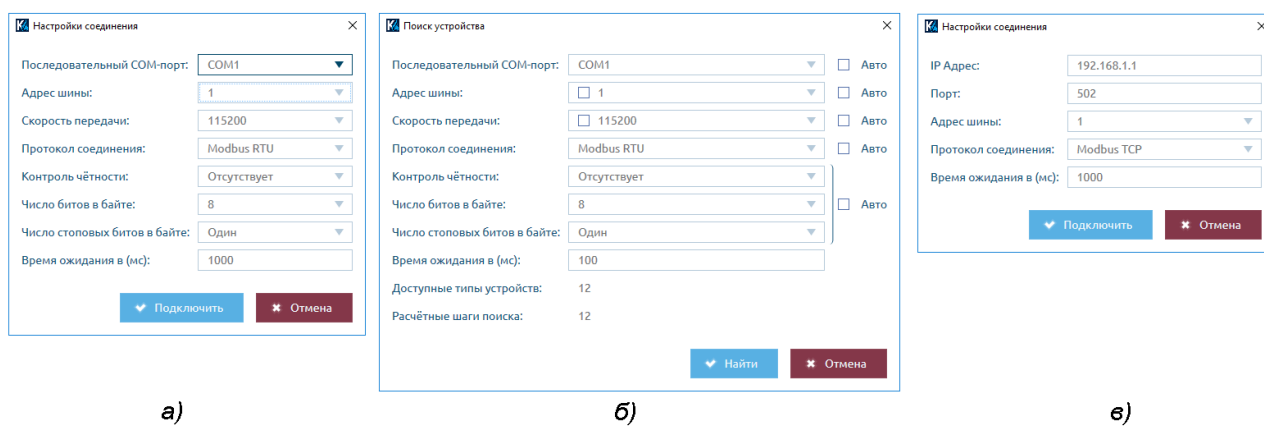 Настройки соединения
Последовательный COM-порт: COM1
Адрес шины: 1
Скорость передачи: 115200
Протокол соединения: Modbus RTU
Контроль чётности: Отсутствует
Число битов в байте: 8
Число стоповых битов в байте: Один
Время ожидания в (мс): 1000
Подключить Отмена
а)
Поиск устройства
Последовательный COM-порт: COM1 Авто
Адрес шины: 1 Авто
Скорость передачи: 115200 Авто
Протокол соединения: Modbus RTU Авто
Контроль чётности: Отсутствует
Число битов в байте: 8 Авто
Число стоповых битов в байте: Один
Время ожидания в (мс): 100
Доступные типы устройств: 12
Расчётные шаги поиска: 12
Найти Отмена
б)
Настройки соединения
IP Адрес: 192.168.1.1
Порт: 502
Адрес шины: 1
Протокол соединения: Modbus TCP
Время ожидания в (мс): 1000
Подключить Отмена
в)